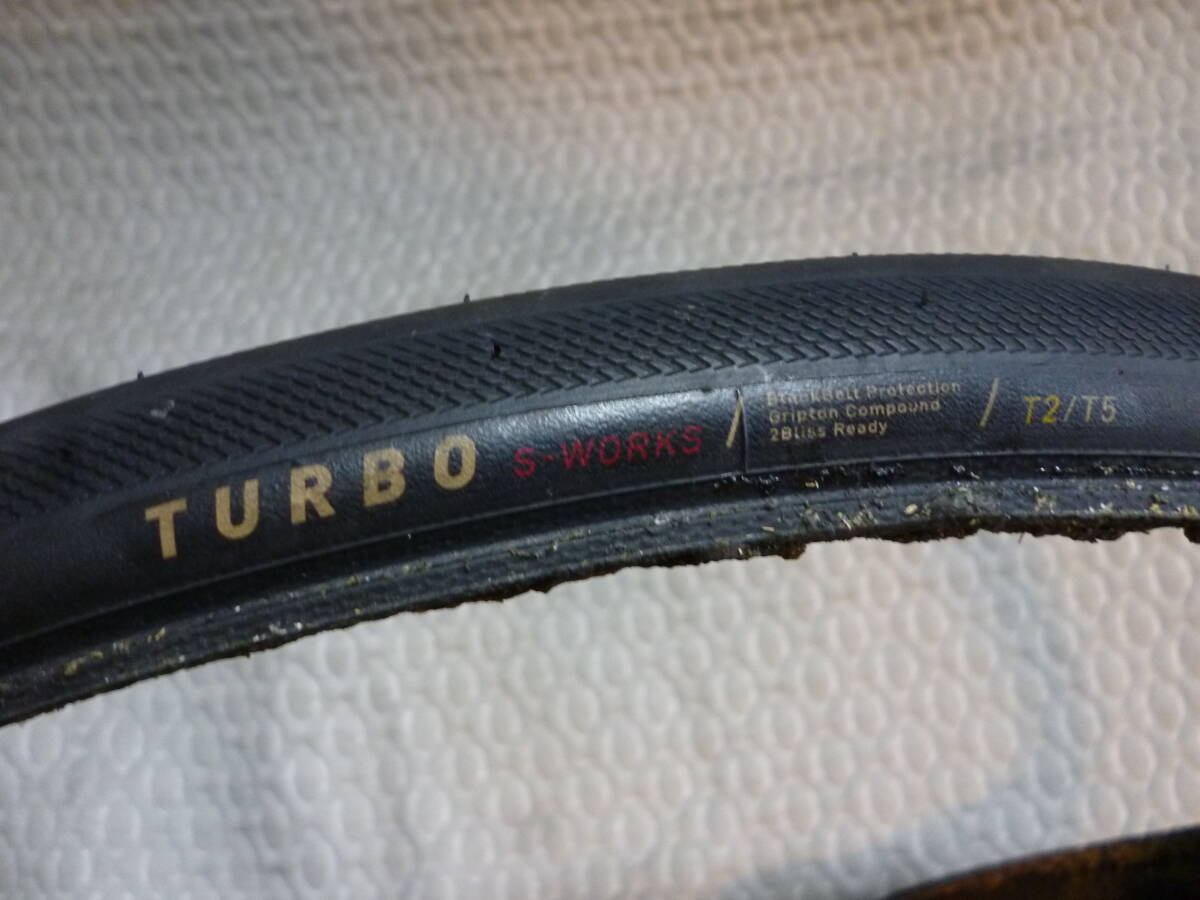 TURBO S-WORKS /
BlackBelt Protection
Gripton Compound
2Bliss Ready
/ T2/T5